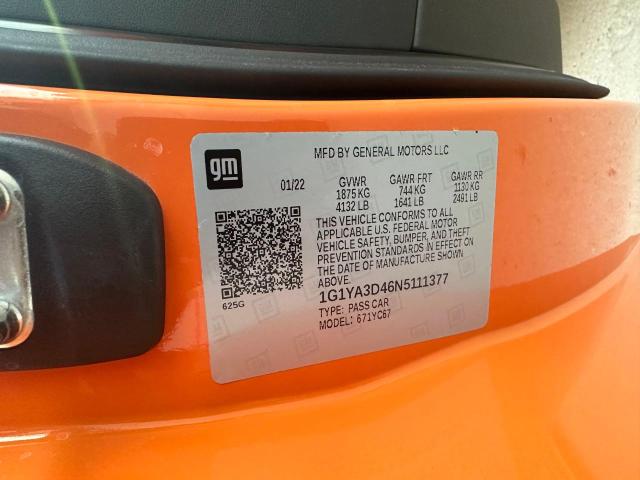 gm
MFD BY GENERAL MOTORS LLC
01/22 GVWR GAWR FRT GAWR RR
1875 KG 744 KG 1130 KG
4132 LB 1641 LB 2491 LB
THIS VEHICLE CONFORMS TO ALL
APPLICABLE U.S. FEDERAL MOTOR
VEHICLE SAFETY, BUMPER, AND THEFT
PREVENTION STANDARDS IN EFFECT ON
THE DATE OF MANUFACTURE SHOWN
ABOVE.
625G
1G1YA3D46N5111377
TYPE: PASS CAR
MODEL: 671YC67